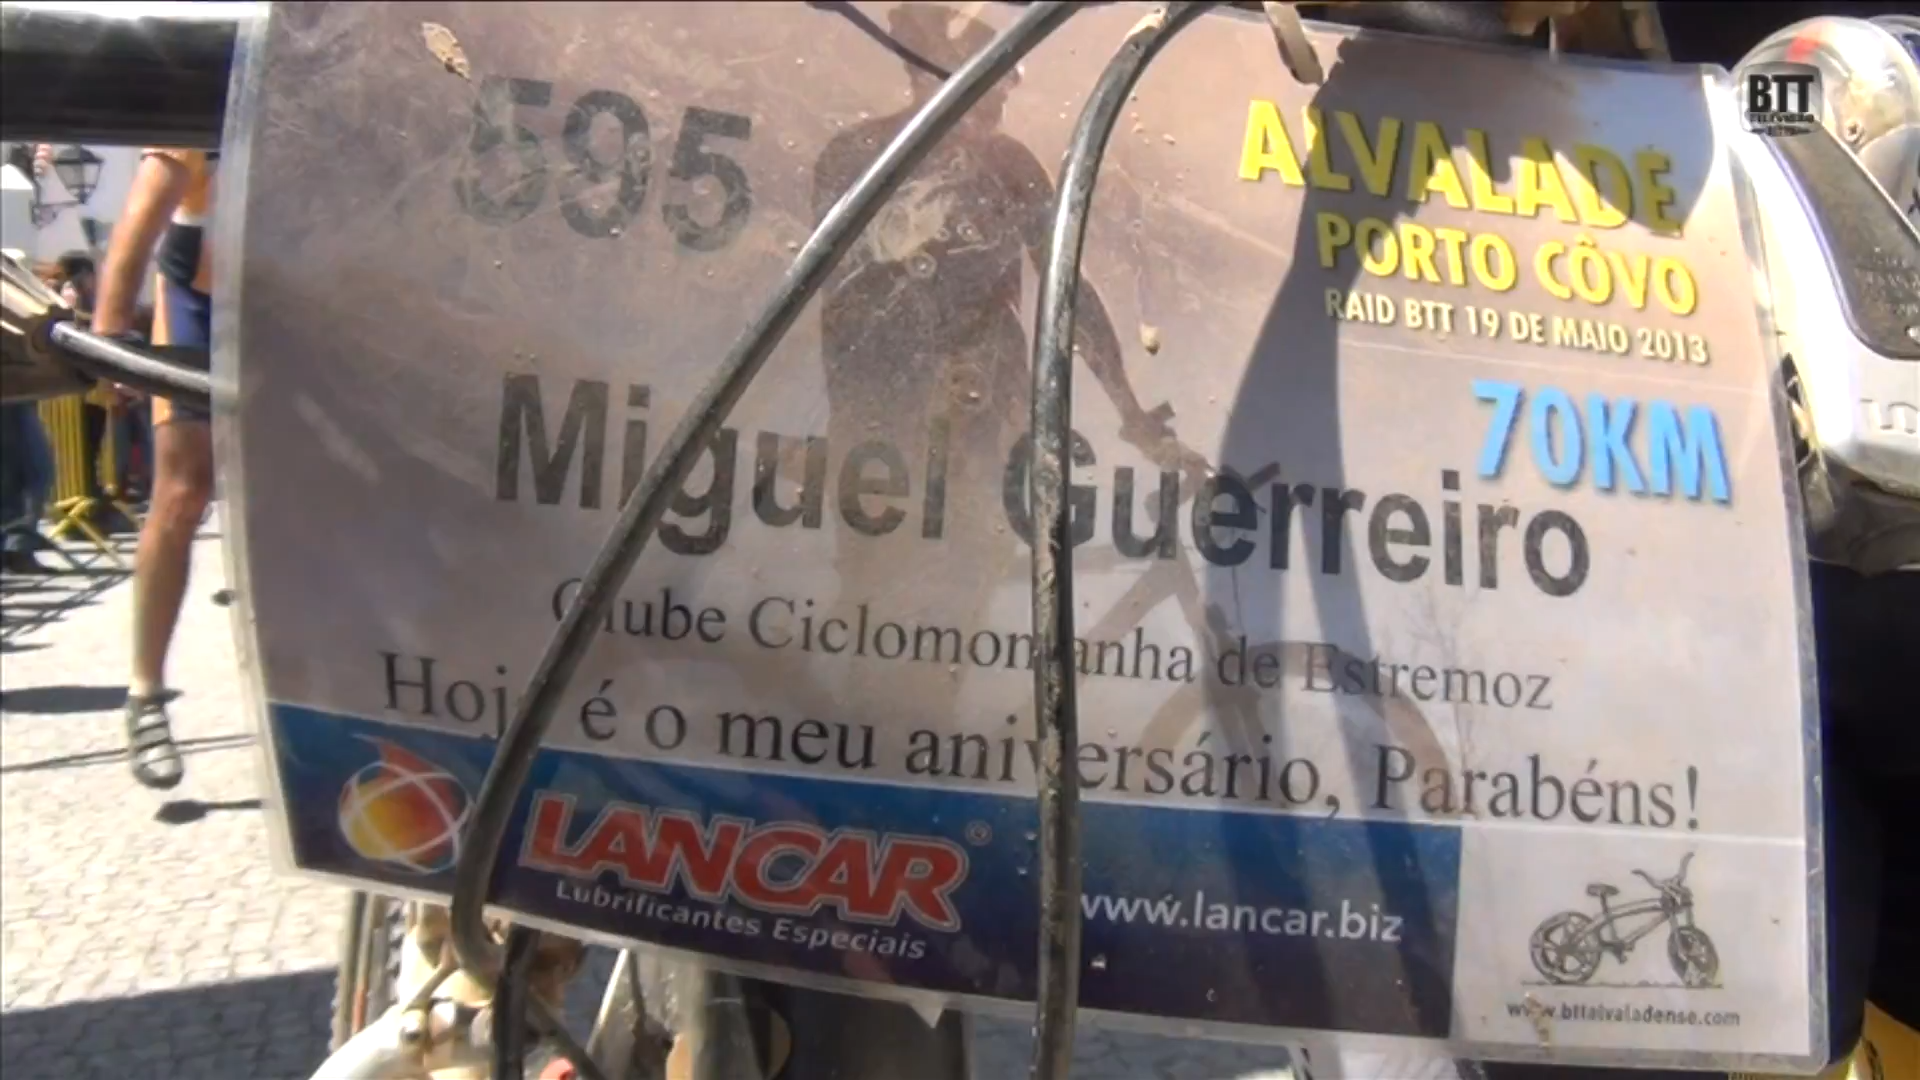 BTT
595
ALVALADE
PORTO CÔVO
RAID BTT 19 DE MAIO 2013
70KM
Miguel Guerreiro
Clube Ciclomontanha de Estremoz
Hoje é o meu aniversário, Parabéns!
LANCAR®
Lubrificantes Especiais
www.lancar.biz
www.bttalvaladense.com